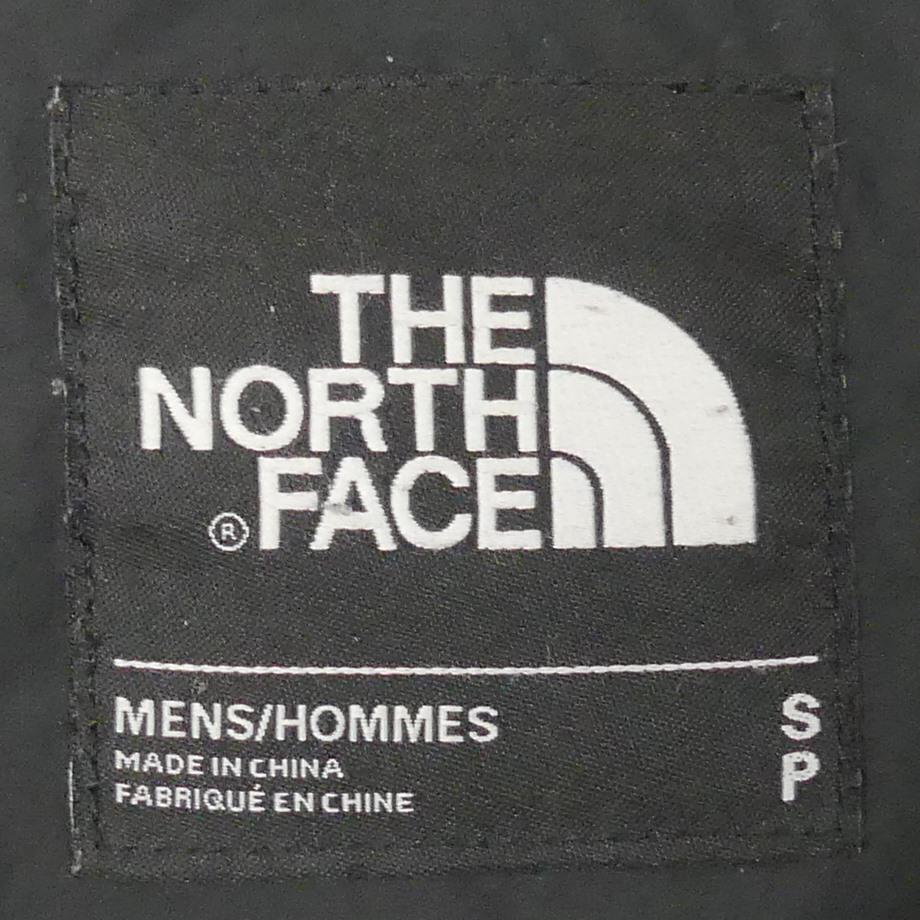 THE
NORTH
® FACE
MENS/HOMMES S
MADE IN CHINA P
FABRIQUÉ EN CHINE